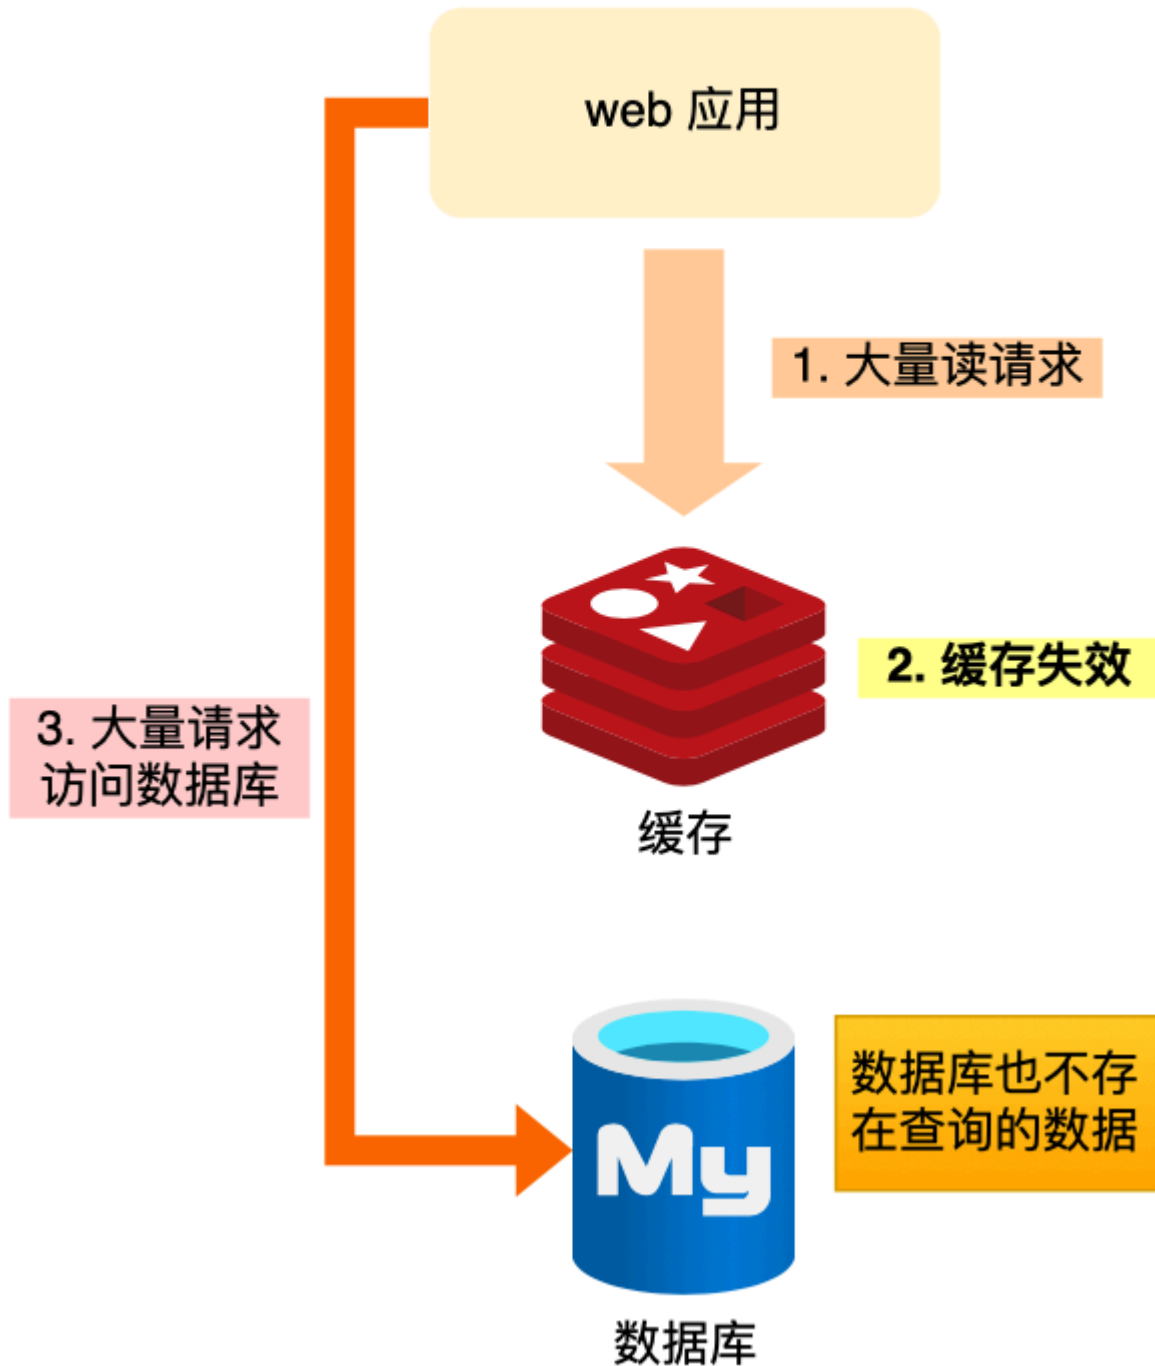 web 应用
1. 大量读请求
2. 缓存失效
3. 大量请求
访问数据库
缓存
数据库也不存
在查询的数据
My
数据库